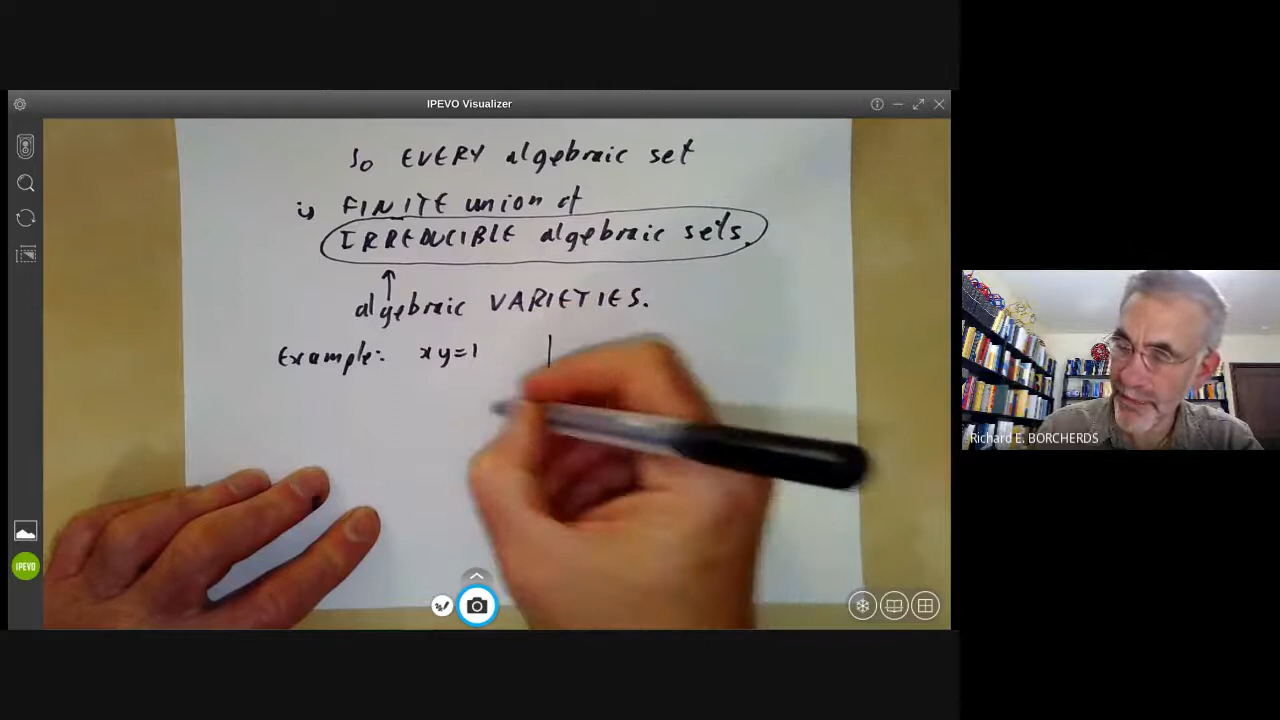 IPEVO Visualizer
So EVERY algebraic set
is FINITE union of
IRREDUCIBLE algebraic sets.
algebraic VARIETIES.
Example: xy=1
Richard E. BORCHERDS
IPEVO